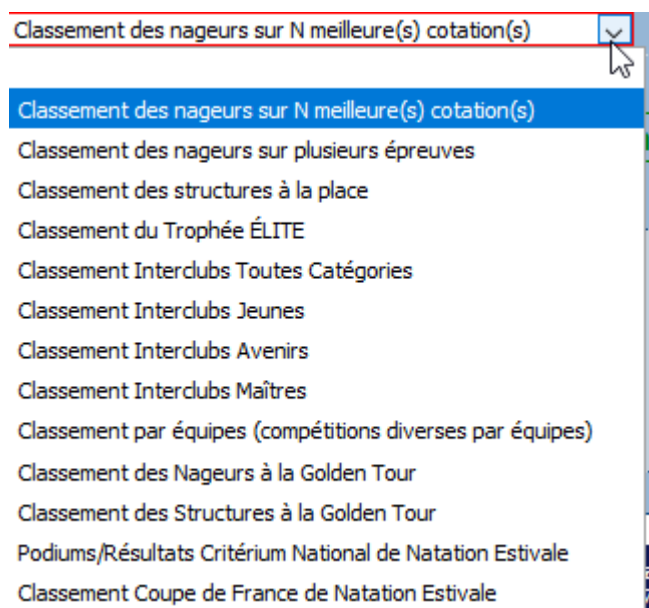 Classement des nageurs sur N meilleure(s) cotation(s)
Classement des nageurs sur N meilleure(s) cotation(s)
Classement des nageurs sur plusieurs épreuves
Classement des structures à la place
Classement du Trophée ÉLITE
Classement Interclubs Toutes Catégories
Classement Interclubs Jeunes
Classement Interclubs Avenirs
Classement Interclubs Maîtres
Classement par équipes (compétitions diverses par équipes)
Classement des Nageurs à la Golden Tour
Classement des Structures à la Golden Tour
Podiums/Résultats Critérium National de Natation Estivale
Classement Coupe de France de Natation Estivale